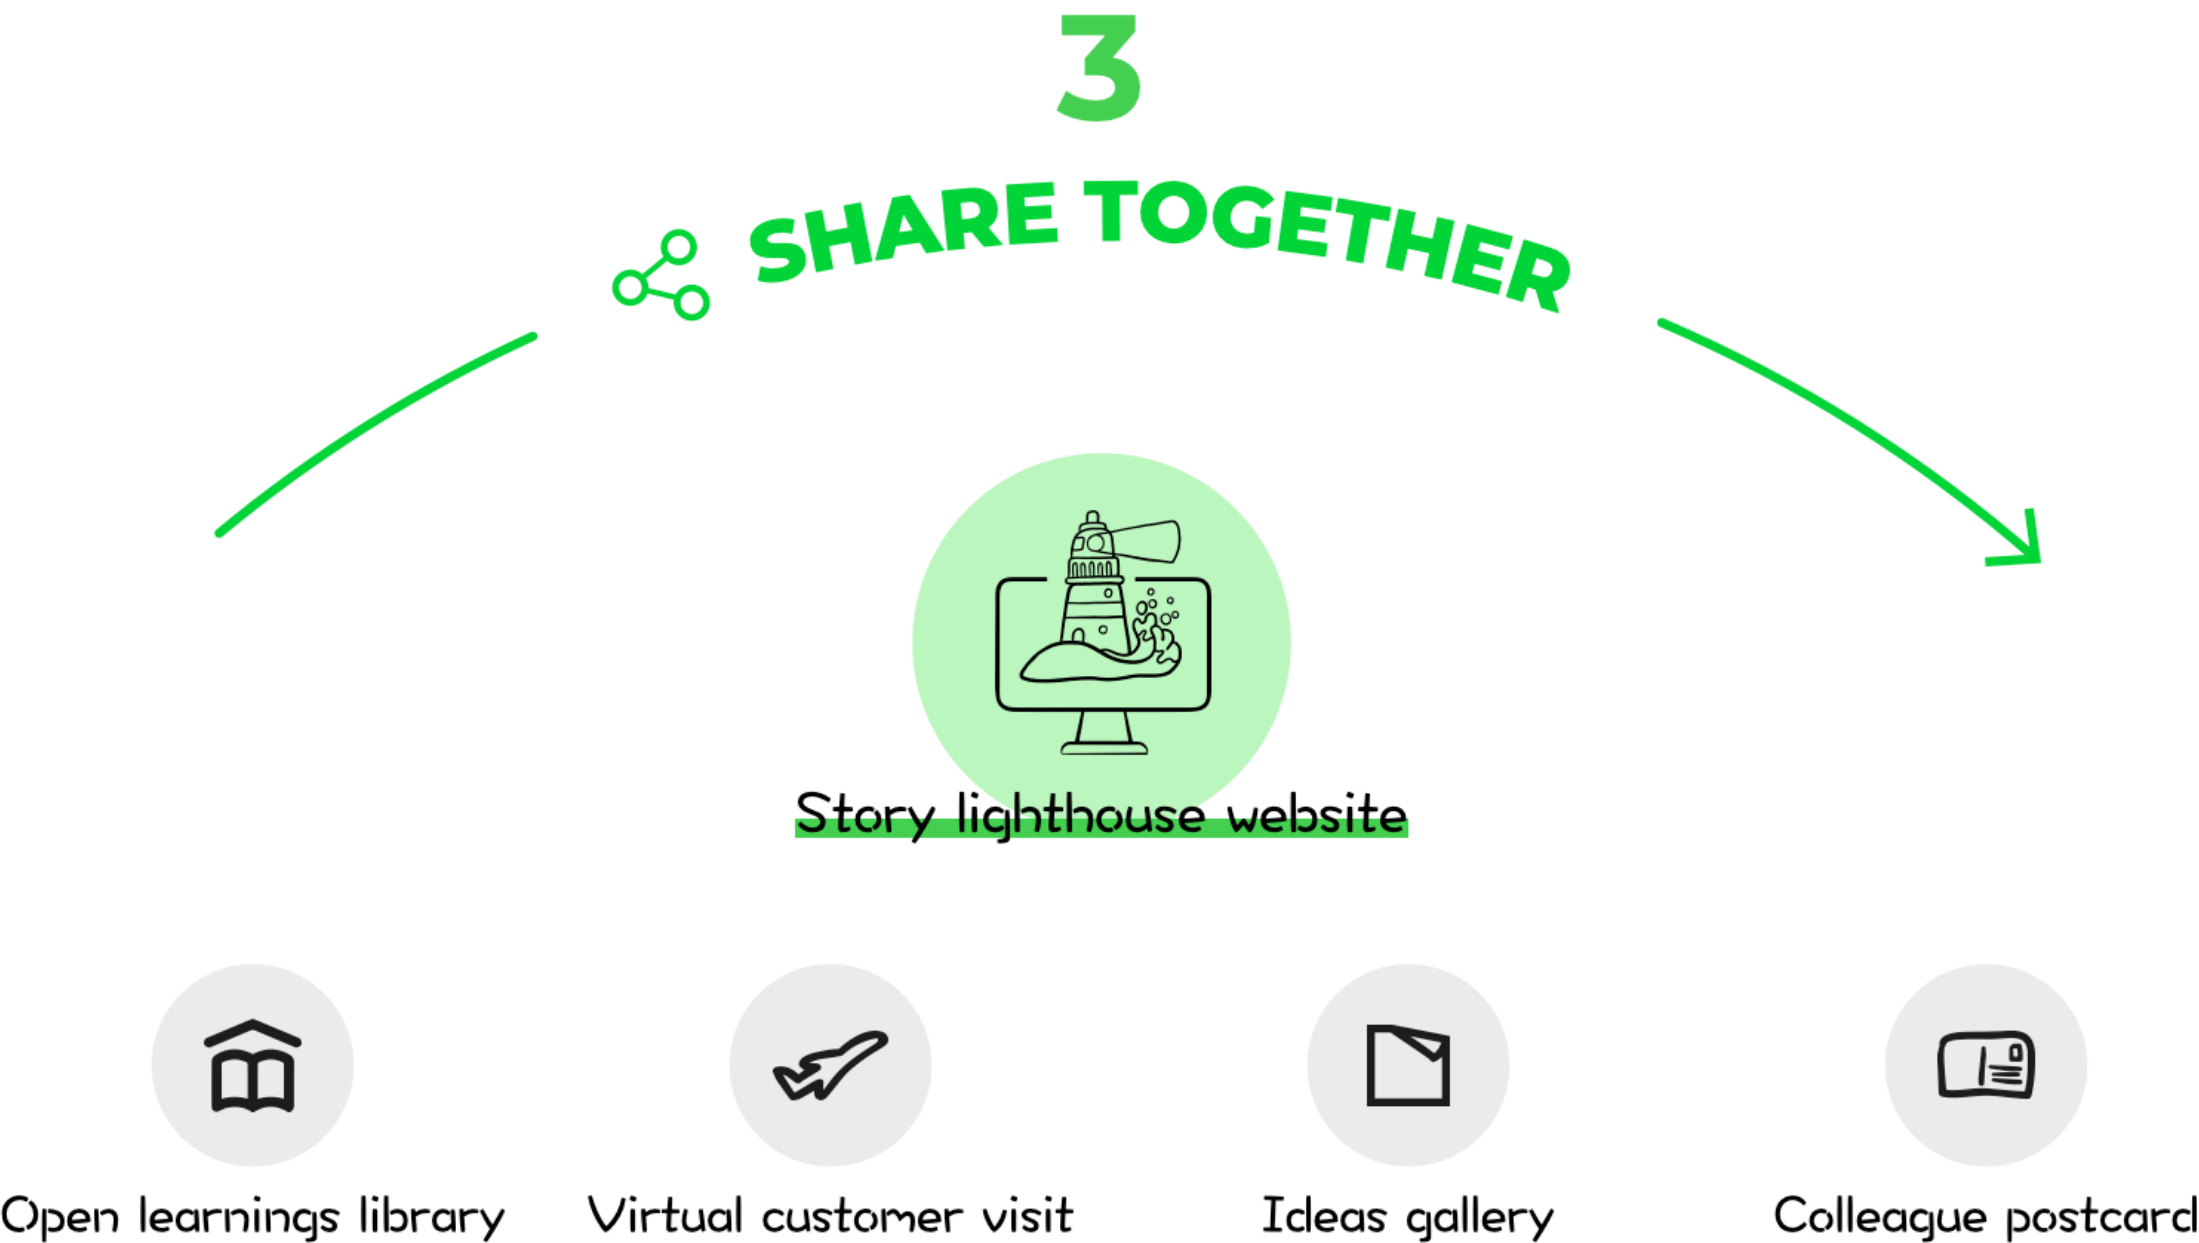 3
SHARE TOGETHER
Story lighthouse website
Open learnings library
Virtual customer visit
Ideas gallery
Colleague postcard